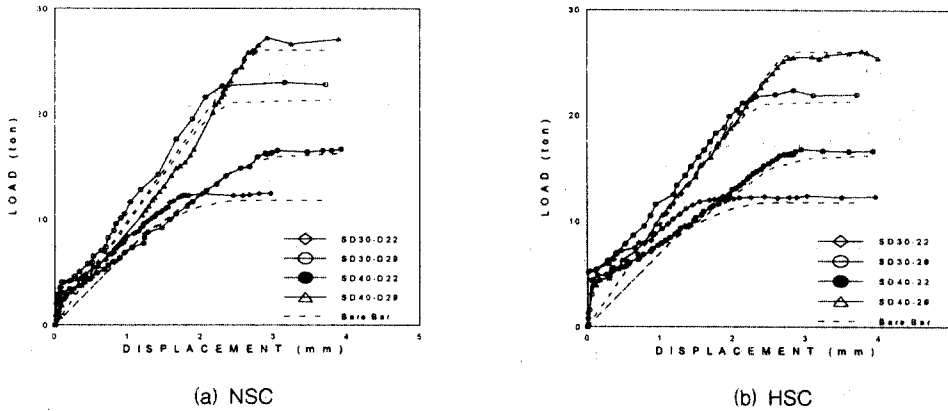 30
20
10
0
LOAD (ton)
SD30-D22
SD30-D29
SD40-D22
SD40-D29
Bare Bar
0 1 2 3 4 5
DISPLACEMENT (mm)
(a) NSC
30
20
10
0
LOAD (ton)
SD30-22
SD30-29
SD40-22
SD40-29
Bare Bar
0 1 2 3 4
DISPLACEMENT (mm)
(b) HSC